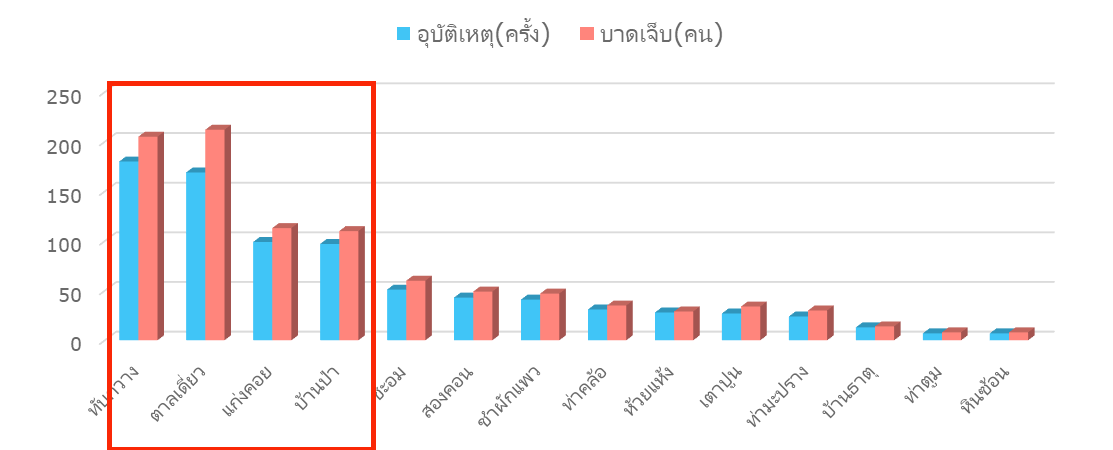 อุบัติเหตุ(ครั้ง) บาดเจ็บ(คน)
250
200
150
100
50
0
ตาลเดี่ยว
แก่งคอย
บ้านป่า
ชะอม
สองคอน
ชำผักแพว
ท่าคล้อ
ห้วยแห้ง
เตาปูน
ท่ามะปราง
บ้านธาตุ
ท่าตูม
หินซ้อน